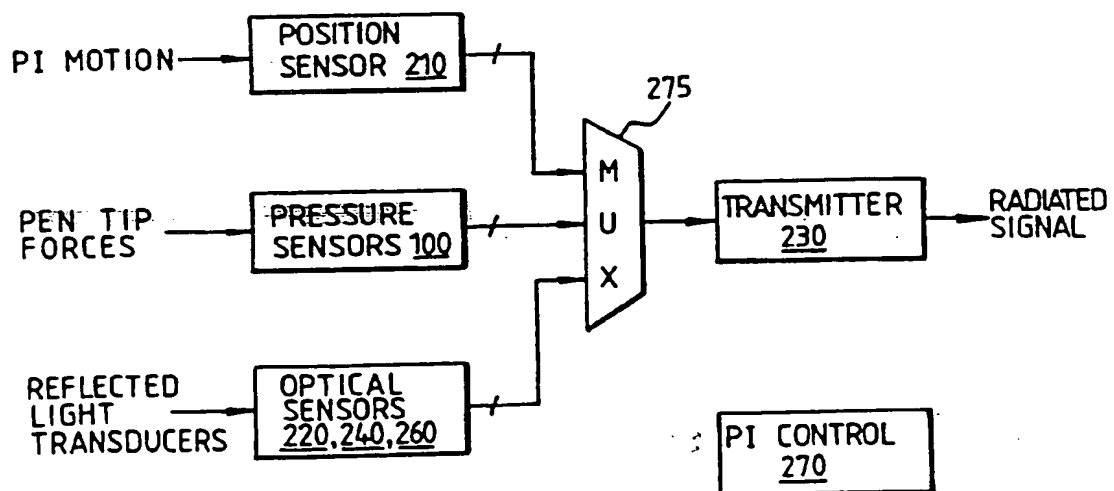 PI MOTION
POSITION
SENSOR 210
275
M
U
X
PEN TIP
FORCES
PRESSURE
SENSORS 100
TRANSMITTER
230
RADIATED
SIGNAL
REFLECTED
LIGHT
TRANSDUCERS
OPTICAL
SENSORS
220,240,260
PI CONTROL
270